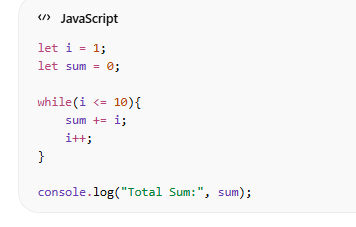 </> JavaScript
let i = 1;
let sum = 0;
while(i <= 10){
    sum += i;
    i++;
}
console.log("Total Sum:", sum);